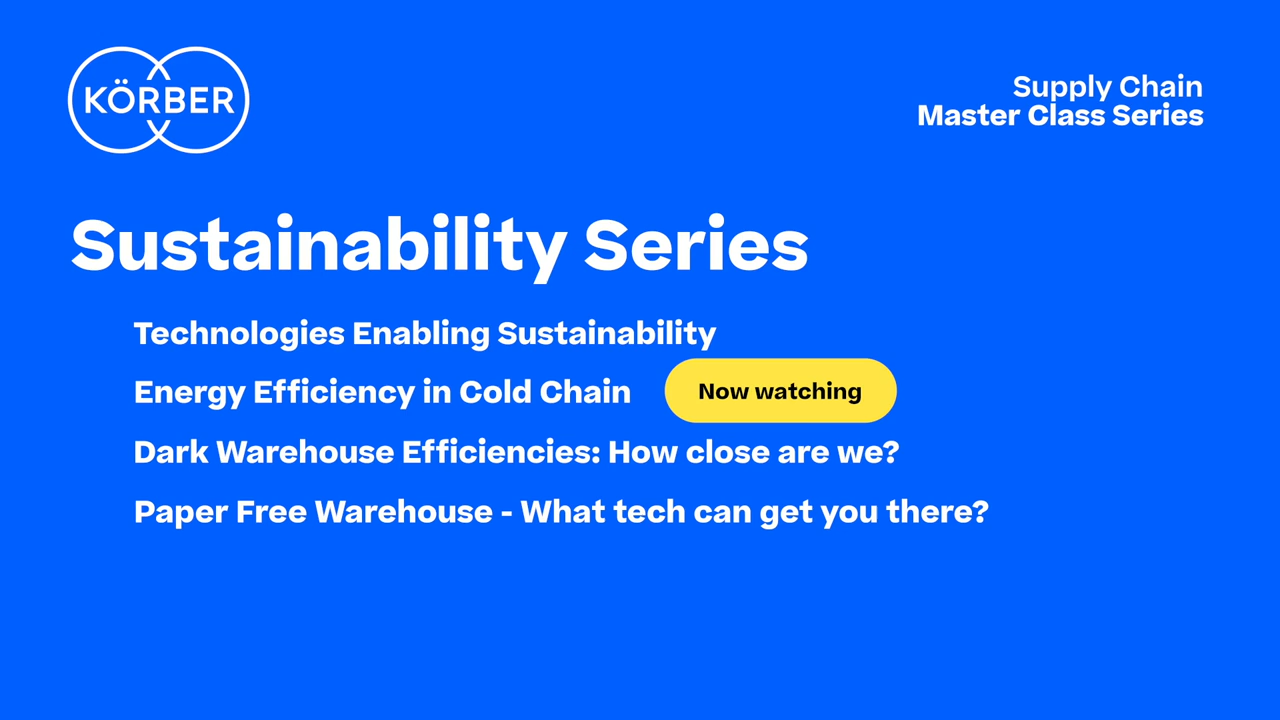 KÖRBER
Supply Chain
Master Class Series
Sustainability Series
Technologies Enabling Sustainability
Energy Efficiency in Cold Chain
Now watching
Dark Warehouse Efficiencies: How close are we?
Paper Free Warehouse - What tech can get you there?